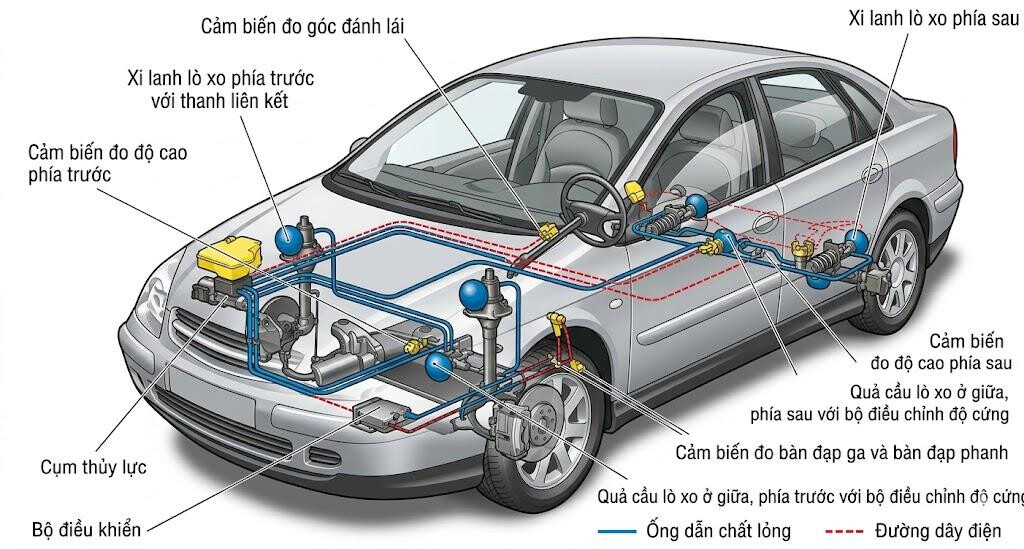 Cảm biến đo góc đánh lái
Xi lanh lò xo phía sau
Xi lanh lò xo phía trước
với thanh liên kết
Cảm biến đo độ cao
phía trước
Cảm biến
đo độ cao phía sau
Quả cầu lò xo ở giữa,
phía sau với bộ điều chỉnh độ cứng
Cảm biến đo bàn đạp ga và bàn đạp phanh
Cụm thủy lực
Quả cầu lò xo ở giữa, phía trước với bộ điều chỉnh độ cứng
Bộ điều khiển
Ống dẫn chất lỏng
Đường dây điện